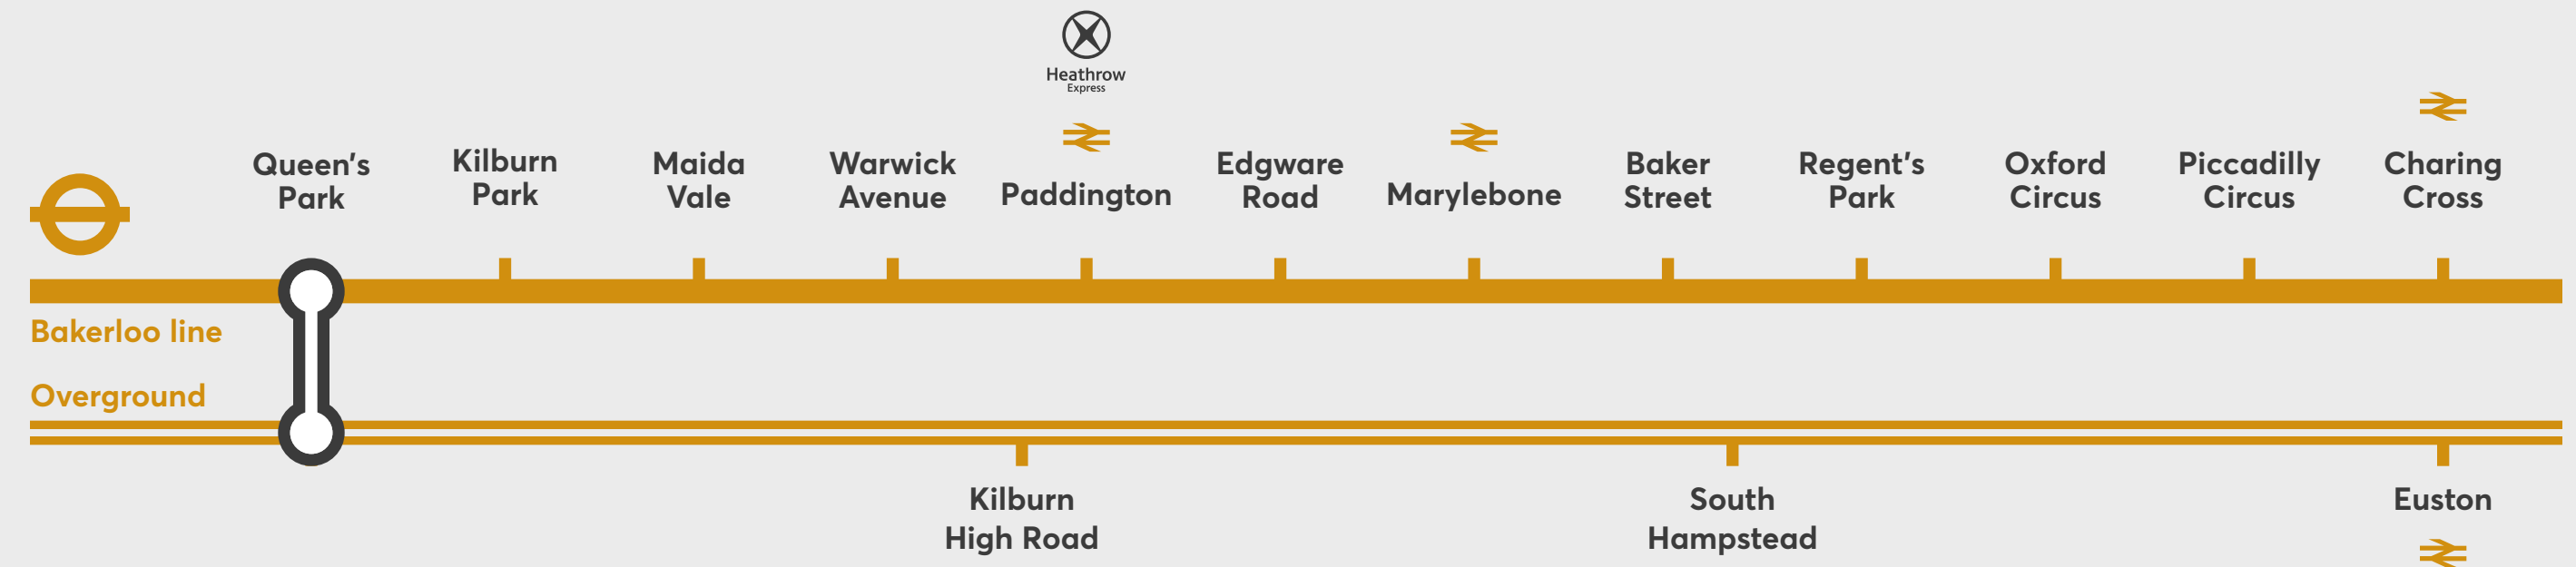 Heathrow
Express
Queen's
Park
Kilburn
Park
Maida
Vale
Warwick
Avenue
Paddington
Edgware
Road
Marylebone
Baker
Street
Regent's
Park
Oxford
Circus
Piccadilly
Circus
Charing
Cross
Bakerloo line
Overground
Kilburn
High Road
South
Hampstead
Euston